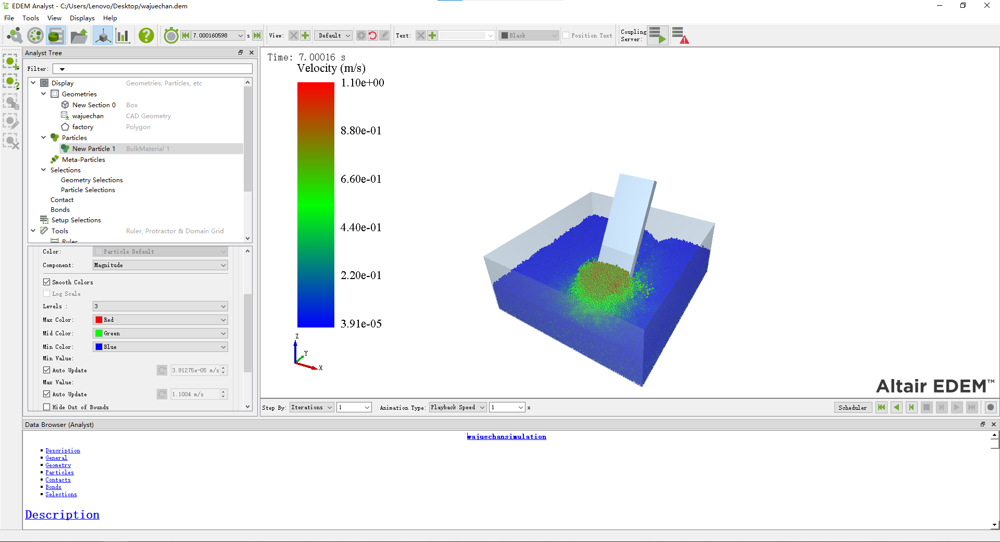 EDEM Analyst - C:/Users/Lenovo/Desktop/wajuechan.dem
File Tools View Displays Help
7.000160598 s View: Default Text: Black Position Text Coupling Server:
Analyst Tree
Filter:
Display Geometries, Particles, etc
Geometries
New Section 0 Box
wajuechan CAD Geometry
factory Polygon
Particles
New Particle 1 BulkMaterial 1
Meta-Particles
Selections
Geometry Selections
Particle Selections
Contact
Bonds
Setup Selections
Tools Ruler, Protractor & Domain Grid
Ruler
Color: Particle Default
Component: Magnitude
Smooth Colors
Log Scale
Levels : 3
Max Color: Red
Mid Color: Green
Min Color: Blue
Min Value:
Auto Update 3.91275e-05 m/s
Max Value:
Auto Update 1.1004 m/s
Hide Out of Bounds
Time: 7.00016 s
Velocity (m/s)
1.10e+00
8.80e-01
6.60e-01
4.40e-01
2.20e-01
3.91e-05
Z
Y
X
Altair EDEM™
Step By: Iterations 1 Animation Type: Playback Speed 1 x Scheduler
Data Browser (Analyst)
wajuechansimulation
Description
General
Geometry
Particles
Contacts
Bonds
Selections
Description